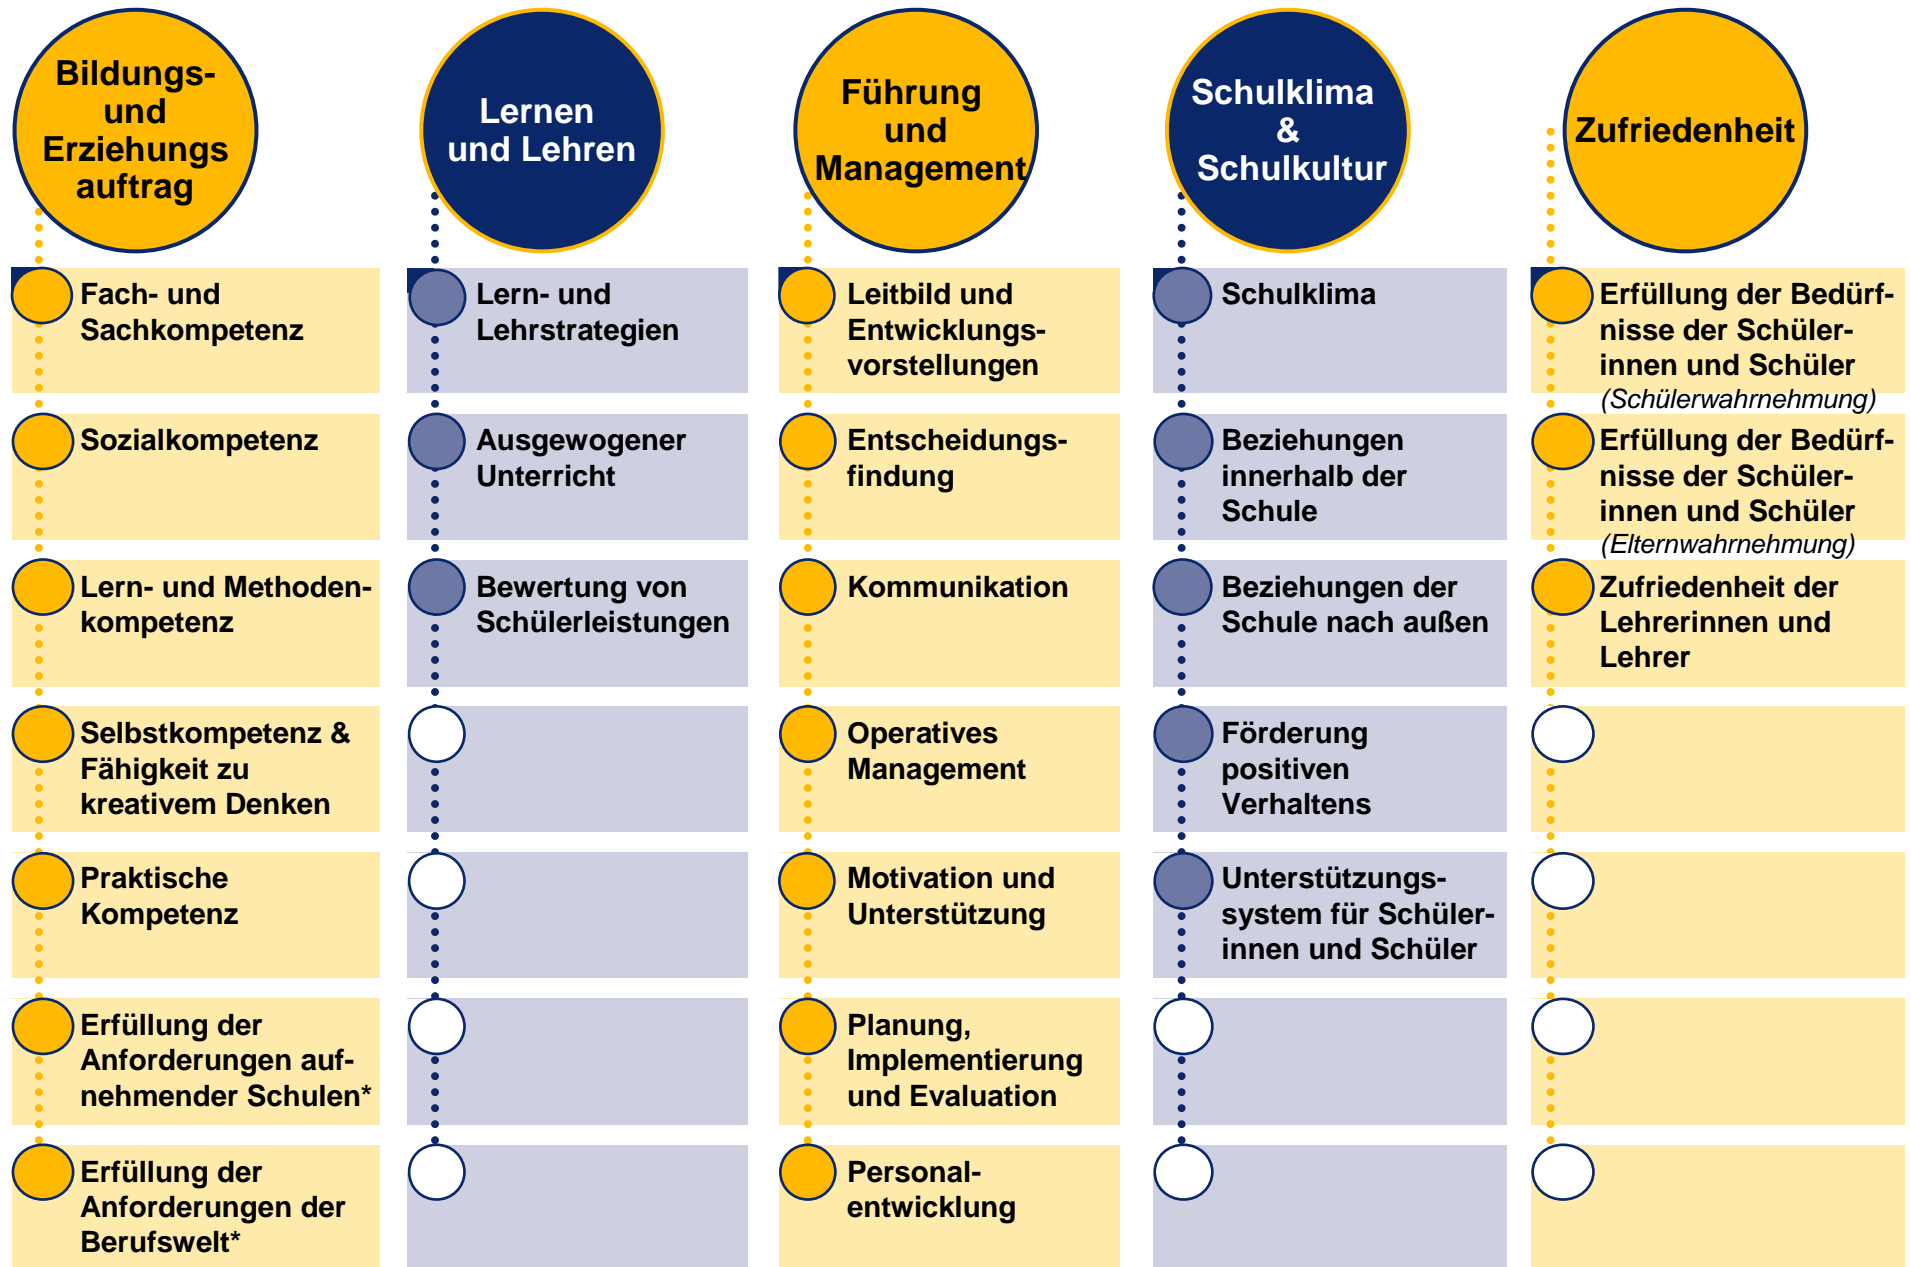 Bildungs-
und
Erziehungs
auftrag
Fach- und
Sachkompetenz
Sozialkompetenz
Lern- und Methoden-
kompetenz
Selbstkompetenz &
Fähigkeit zu
kreativem Denken
Praktische
Kompetenz
Erfüllung der
Anforderungen auf-
nehmender Schulen*
Erfüllung der
Anforderungen der
Berufswelt*
Lernen
und Lehren
Lern- und
Lehrstrategien
Ausgewogener
Unterricht
Bewertung von
Schülerleistungen
Führung
und
Management
Leitbild und
Entwicklungs-
vorstellungen
Entscheidungs-
findung
Kommunikation
Operatives
Management
Motivation und
Unterstützung
Planung,
Implementierung
und Evaluation
Personal-
entwicklung
Schulklima
&
Schulkultur
Schulklima
Beziehungen
innerhalb der
Schule
Beziehungen der
Schule nach außen
Förderung
positiven
Verhaltens
Unterstützungs-
system für Schüler-
innen und Schüler
Zufriedenheit
Erfüllung der Bedürf-
nisse der Schüler-
innen und Schüler
(Schülerwahrnehmung)
Erfüllung der Bedürf-
nisse der Schüler-
innen und Schüler
(Elternwahrnehmung)
Zufriedenheit der
Lehrerinnen und
Lehrer